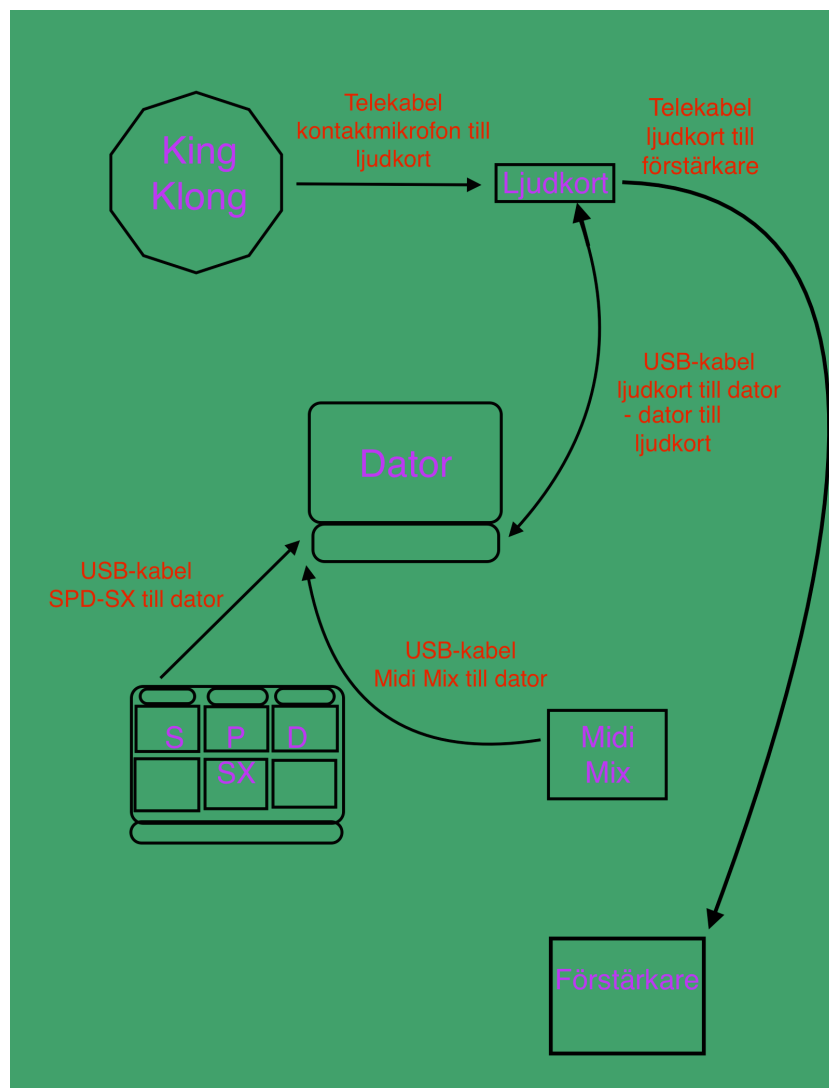 King
Klong
Telekabel
kontaktmikrofon till
ljudkort
Ljudkort
Telekabel
ljudkort till
förstärkare
USB-kabel
ljudkort till dator
- dator till
ljudkort
Dator
USB-kabel
SPD-SX till dator
USB-kabel
Midi Mix till dator
S P D
SX
Midi
Mix
Förstärkare